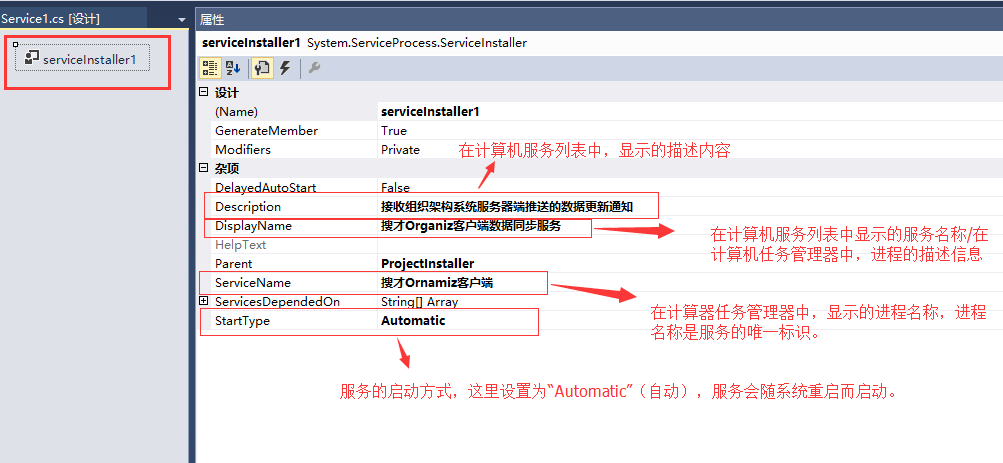 Service1.cs [设计]
属性
serviceInstaller1
serviceInstaller1 System.ServiceProcess.ServiceInstaller
设计
(Name) serviceInstaller1
GenerateMember True
Modifiers Private
在计算机服务列表中，显示的描述内容
杂项
DelayedAutoStart False
Description 接收组织架构系统服务器端推送的数据更新通知
DisplayName 搜才Organiz客户端数据同步服务
HelpText
在计算机服务列表中显示的服务名称/在
计算机任务管理器中，进程的描述信息
Parent ProjectInstaller
ServiceName 搜才Ornamiz客户端
ServicesDependedOn String[] Array
StartType Automatic
在计算器任务管理器中，显示的进程名称，进程
名称是服务的唯一标识。
服务的启动方式，这里设置为“Automatic”（自动），服务会随系统重启而启动。